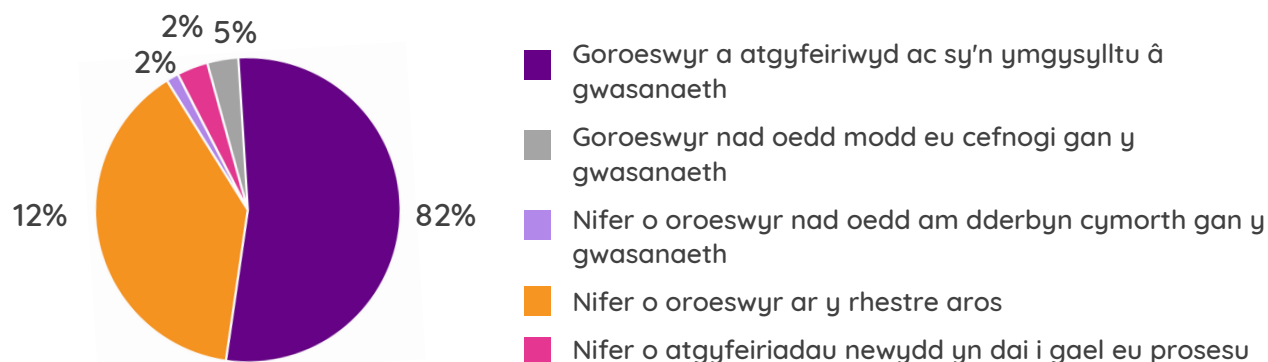 2% 5%
2%
12%
82%
Goroeswyr a atgyfeiriwyd ac sy'n ymgysylltu â
gwasanaeth
Goroeswyr nad oedd modd eu cefnogi gan y
gwasanaeth
Nifer o oroeswyr nad oedd am dderbyn cymorth gan y
gwasanaeth
Nifer o oroeswyr ar y rhestre aros
Nifer o atgyfeiriadau newydd yn dai i gael eu prosesu